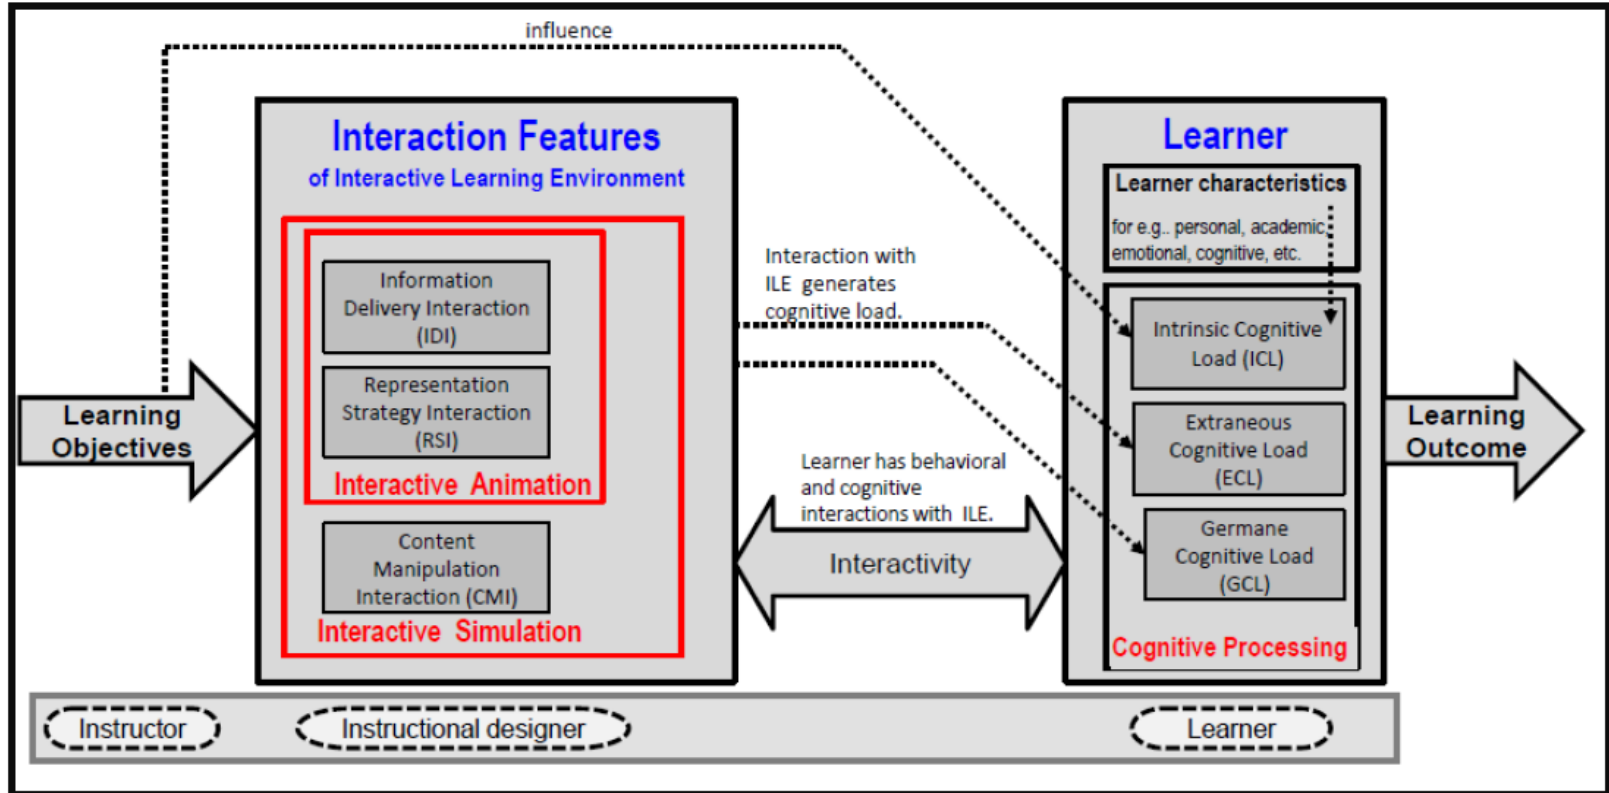 influence
Interaction Features
of Interactive Learning Environment
Information
Delivery Interaction
(IDI)
Representation
Strategy Interaction
(RSI)
Interactive Animation
Content
Manipulation
Interaction (CMI)
Interactive Simulation
Learning
Objectives
Interaction with
ILE generates
cognitive load.
Learner has behavioral
and cognitive
interactions with ILE.
Interactivity
Learner
Learner characteristics
for e.g.. personal, academic,
emotional, cognitive, etc.
Intrinsic Cognitive
Load (ICL)
Extraneous
Cognitive Load
(ECL)
Germane
Cognitive Load
(GCL)
Cognitive Processing
Learning
Outcome
Instructor
Instructional designer
Learner